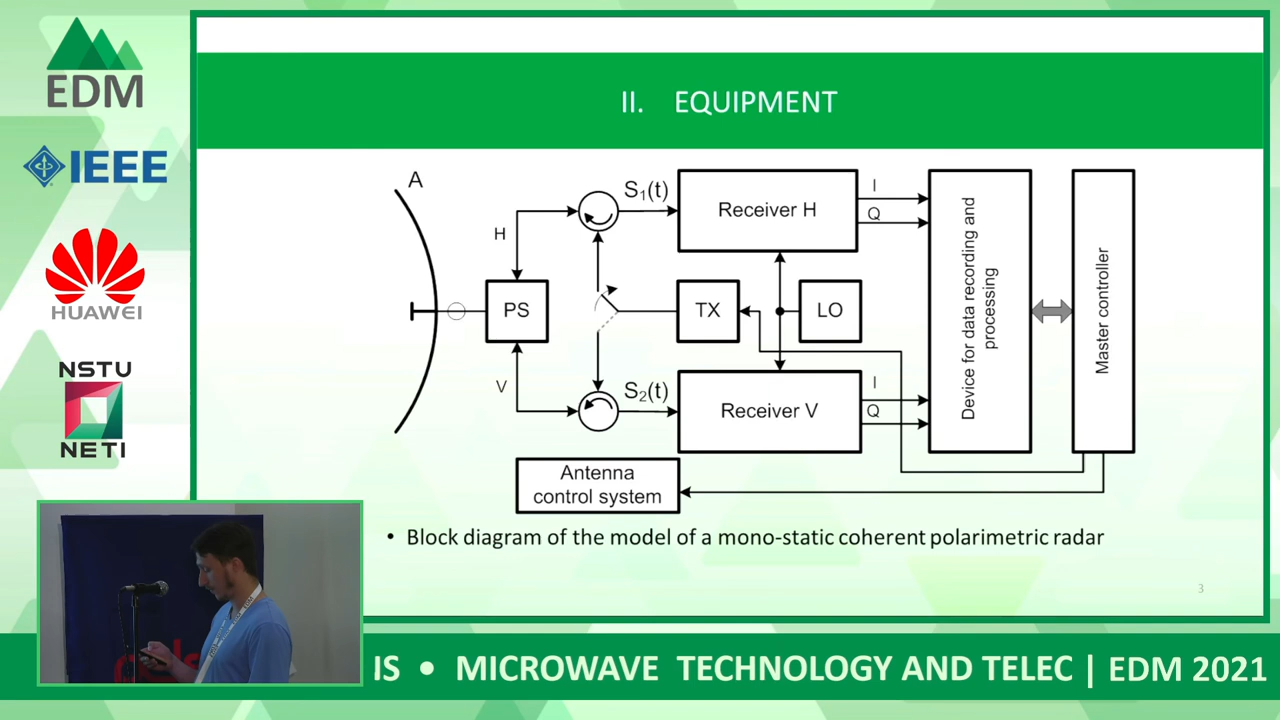 EDM
IEEE
HUAWEI
NSTU
NETI
II. EQUIPMENT
A
H
V
PS
S1(t)
S2(t)
Receiver H
TX
LO
Receiver V
I
Q
I
Q
Device for data recording and
processing
Master controller
Antenna
control system
• Block diagram of the model of a mono-static coherent polarimetric radar
3
IS • MICROWAVE TECHNOLOGY AND TELEC | EDM 2021